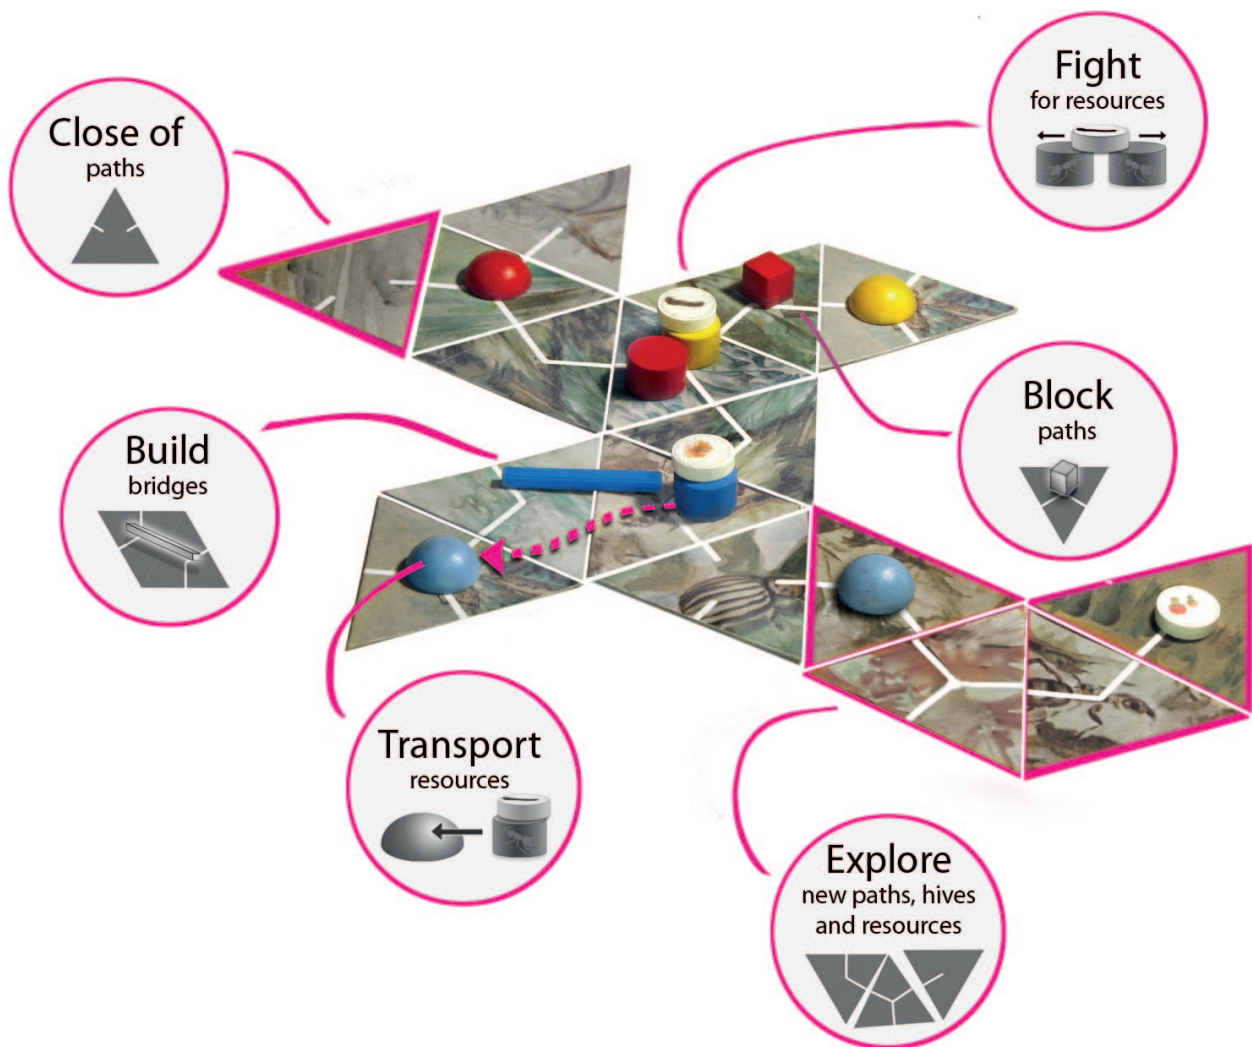 Fight
for resources
Close of
paths
Block
paths
Build
bridges
Transport
resources
Explore
new paths, hives
and resources